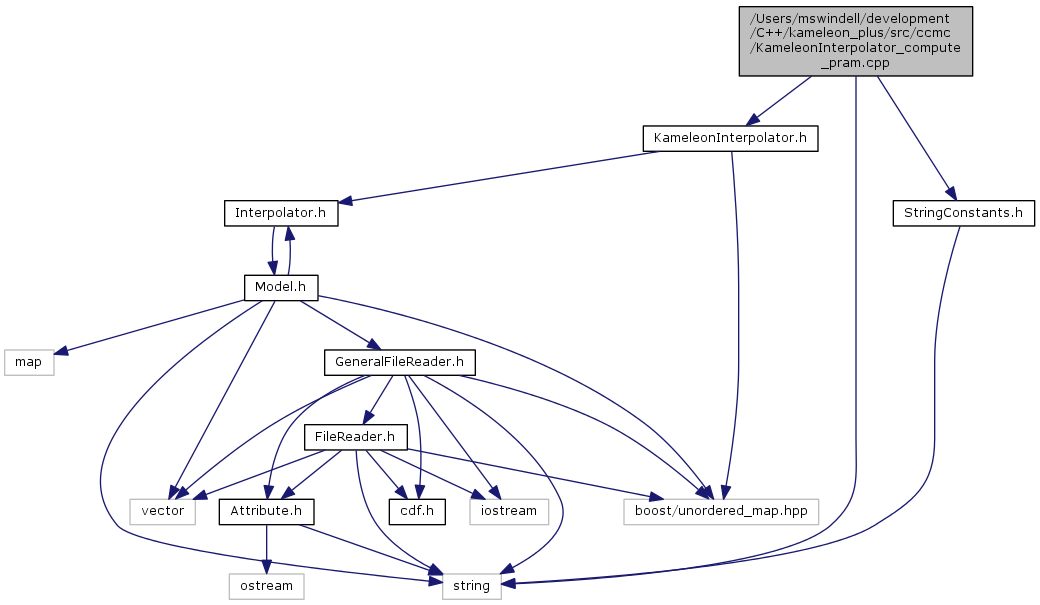 /Users/mswindell/development
/C++/kameleon_plus/src/ccmc
/KameleonInterpolator_compute
_pram.cpp
KameleonInterpolator.h
Interpolator.h
StringConstants.h
Model.h
map
GeneralFileReader.h
FileReader.h
vector
Attribute.h
cdf.h
iostream
boost/unordered_map.hpp
ostream
string